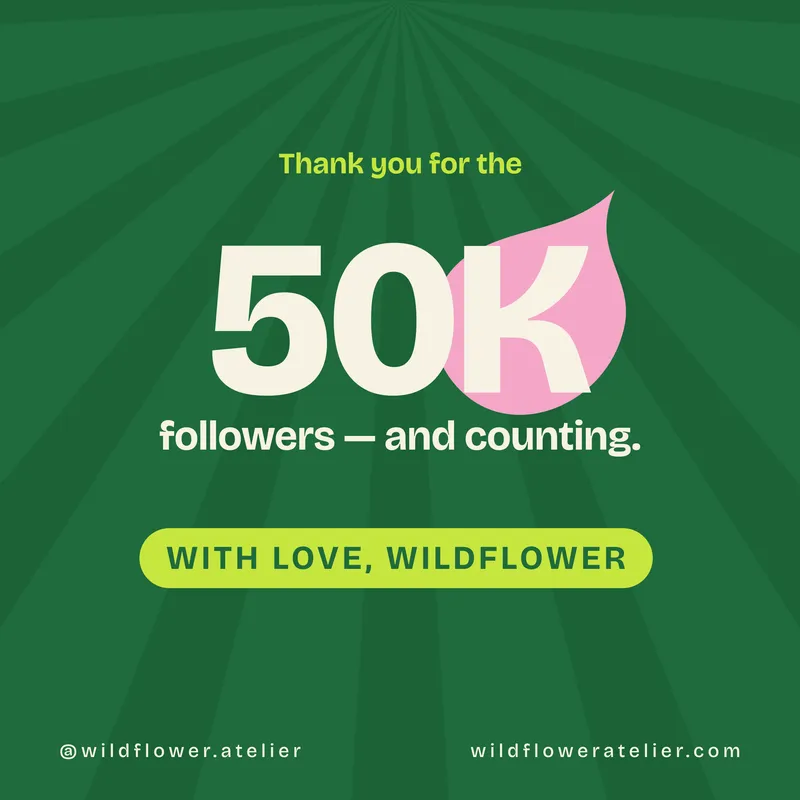 Thank you for the
50K
followers — and counting.
WITH LOVE, WILDFLOWER
@wildflower.atelier
wildfloweratelier.com